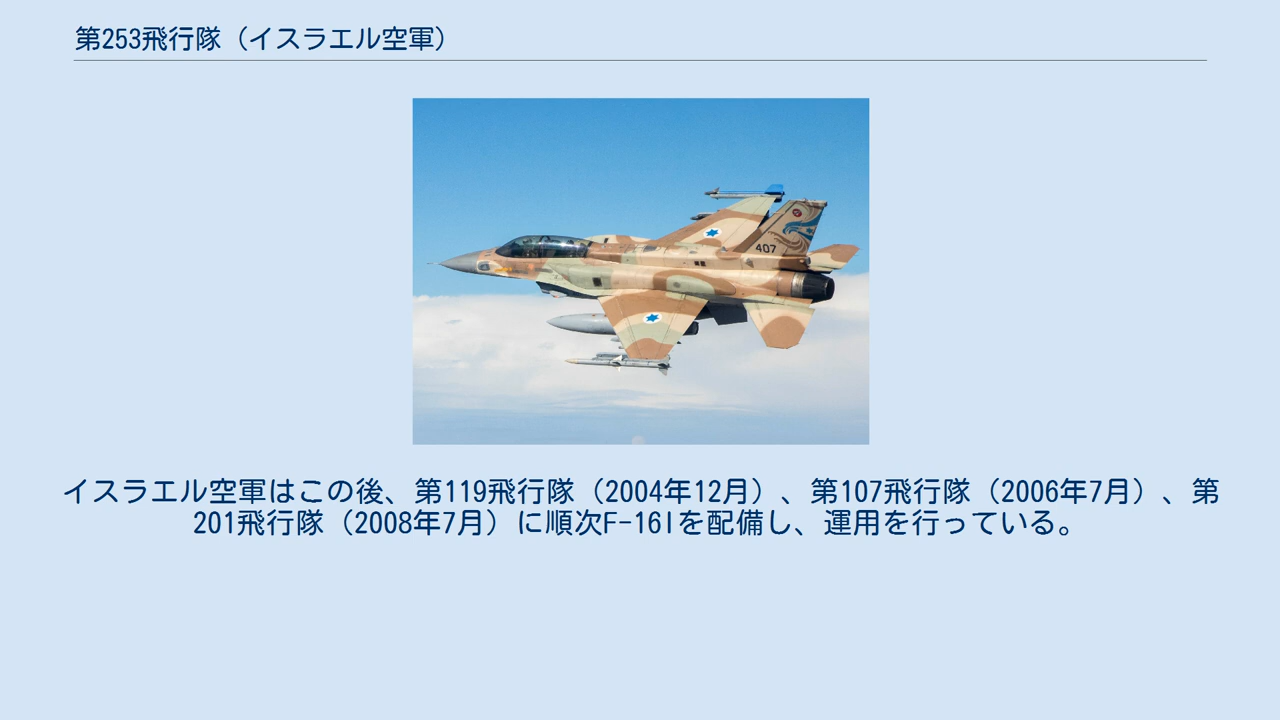 第253飛行隊（イスラエル空軍）
407
イスラエル空軍はこの後、第119飛行隊（2004年12月）、第107飛行隊（2006年7月）、第
201飛行隊（2008年7月）に順次F-16Iを配備し、運用を行っている。